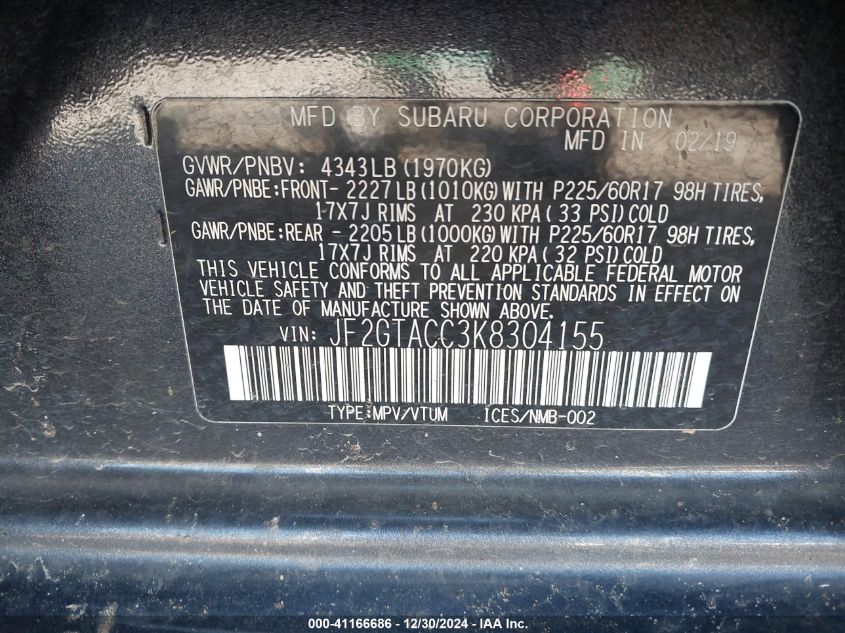 MFD BY SUBARU CORPORATION
MFD IN 02/19
GVWR/PNBV: 4343LB (1970KG)
GAWR/PNBE:FRONT- 2227LB(1010KG)WITH P225/60R17 98H TIRES,
17X7J RIMS AT 230 KPA( 33 PSI)COLD
GAWR/PNBE:REAR - 2205LB(1000KG)WITH P225/60R17 98H TIRES,
17X7J RIMS AT 220 KPA( 32 PSI)COLD
THIS VEHICLE CONFORMS TO ALL APPLICABLE FEDERAL MOTOR
VEHICLE SAFETY AND THEFT PREVENTION STANDARDS IN EFFECT ON
THE DATE OF MANUFACTURE SHOWN ABOVE.
VIN: JF2GTACC3K8304155
TYPE:MPV/VTUM ICES/NMB-002
000-41166686 - 12/30/2024 - IAAI.com